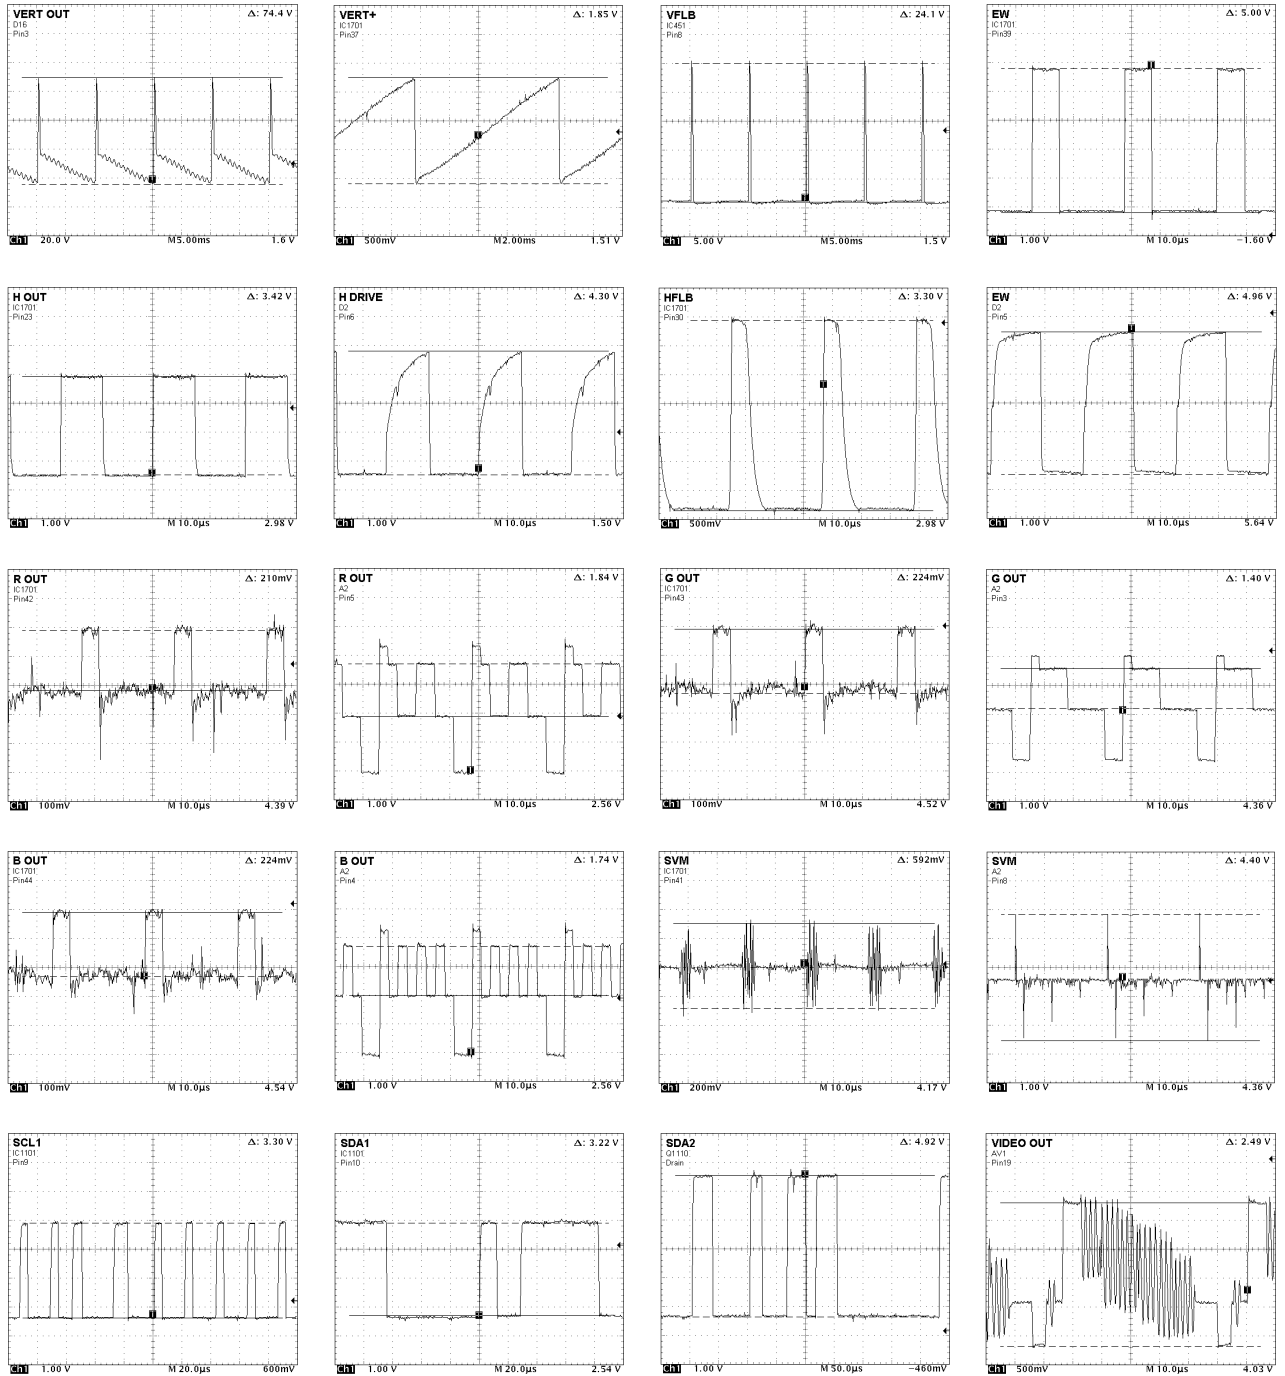 VERT OUT Δ: 74.4 V
D16
Pin3
Ch1 20.0 V M5.00ms 1.6 V
VERT+ Δ: 1.85 V
IC1701
Pin37
Ch1 500mV M2.00ms 1.51 V
VFLB Δ: 24.1 V
IC451
Pin6
Ch1 5.00 V M5.00ms 1.5 V
EW Δ: 5.00 V
IC1701
Pin39
Ch1 1.00 V M 10.0µs −1.60 V
H OUT Δ: 3.42 V
IC1701
Pin23
Ch1 1.00 V M 10.0µs 2.98 V
H DRIVE Δ: 4.30 V
D2
Pin6
Ch1 1.00 V M 10.0µs 1.50 V
HFLB Δ: 3.30 V
IC1701
Pin30
Ch1 500mV M 10.0µs 2.98 V
EW Δ: 4.96 V
D2
Pin5
Ch1 1.00 V M 10.0µs 5.64 V
R OUT Δ: 210mV
IC1701
Pin42
Ch1 100mV M 10.0µs 4.39 V
R OUT Δ: 1.84 V
A2
Pin5
Ch1 1.00 V M 10.0µs 2.56 V
G OUT Δ: 224mV
IC1701
Pin43
Ch1 100mV M 10.0µs 4.52 V
G OUT Δ: 1.40 V
A2
Pin3
Ch1 1.00 V M 10.0µs 4.36 V
B OUT Δ: 224mV
IC1701
Pin44
Ch1 100mV M 10.0µs 4.54 V
B OUT Δ: 1.74 V
A2
Pin4
Ch1 1.00 V M 10.0µs 2.56 V
SVM Δ: 592mV
IC1701
Pin41
Ch1 200mV M 10.0µs 4.17 V
SVM Δ: 4.40 V
A2
Pin8
Ch1 1.00 V M 10.0µs 4.36 V
SCL1 Δ: 3.30 V
IC1101
Pin9
Ch1 1.00 V M 20.0µs 600mV
SDA1 Δ: 3.22 V
IC1101
Pin10
Ch1 1.00 V M 20.0µs 2.54 V
SDA2 Δ: 4.92 V
Q1110
Drain
Ch1 1.00 V M 50.0µs −460mV
VIDEO OUT Δ: 2.49 V
AV1
Pin19
Ch1 500mV M 10.0µs 4.03 V